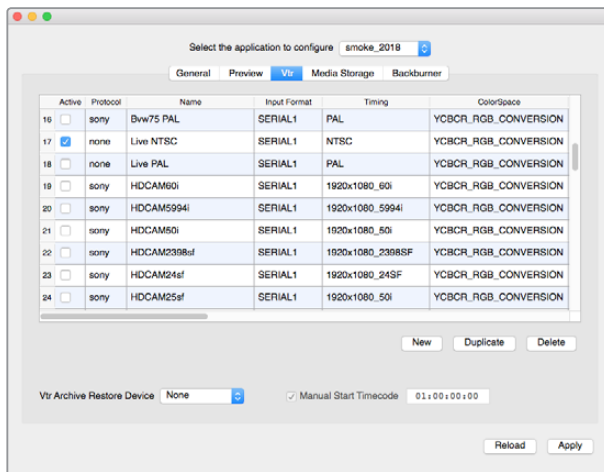 Select the application to configure smoke_2018
General Preview Vtr Media Storage Backburner
Active Protocol Name Input Format Timing ColorSpace
16 sony Bvw75 PAL SERIAL1 PAL YCBCR_RGB_CONVERSION
17 none Live NTSC SERIAL1 NTSC YCBCR_RGB_CONVERSION
18 none Live PAL SERIAL1 PAL YCBCR_RGB_CONVERSION
19 sony HDCAM60i SERIAL1 1920x1080_60i YCBCR_RGB_CONVERSION
20 sony HDCAM5994i SERIAL1 1920x1080_5994i YCBCR_RGB_CONVERSION
21 sony HDCAM50i SERIAL1 1920x1080_50i YCBCR_RGB_CONVERSION
22 sony HDCAM2398sf SERIAL1 1920x1080_2398SF YCBCR_RGB_CONVERSION
23 sony HDCAM24sf SERIAL1 1920x1080_24SF YCBCR_RGB_CONVERSION
24 sony HDCAM25sf SERIAL1 1920x1080_50i YCBCR_RGB_CONVERSION
New Duplicate Delete
Vtr Archive Restore Device None Manual Start Timecode 01:00:00:00
Reload Apply